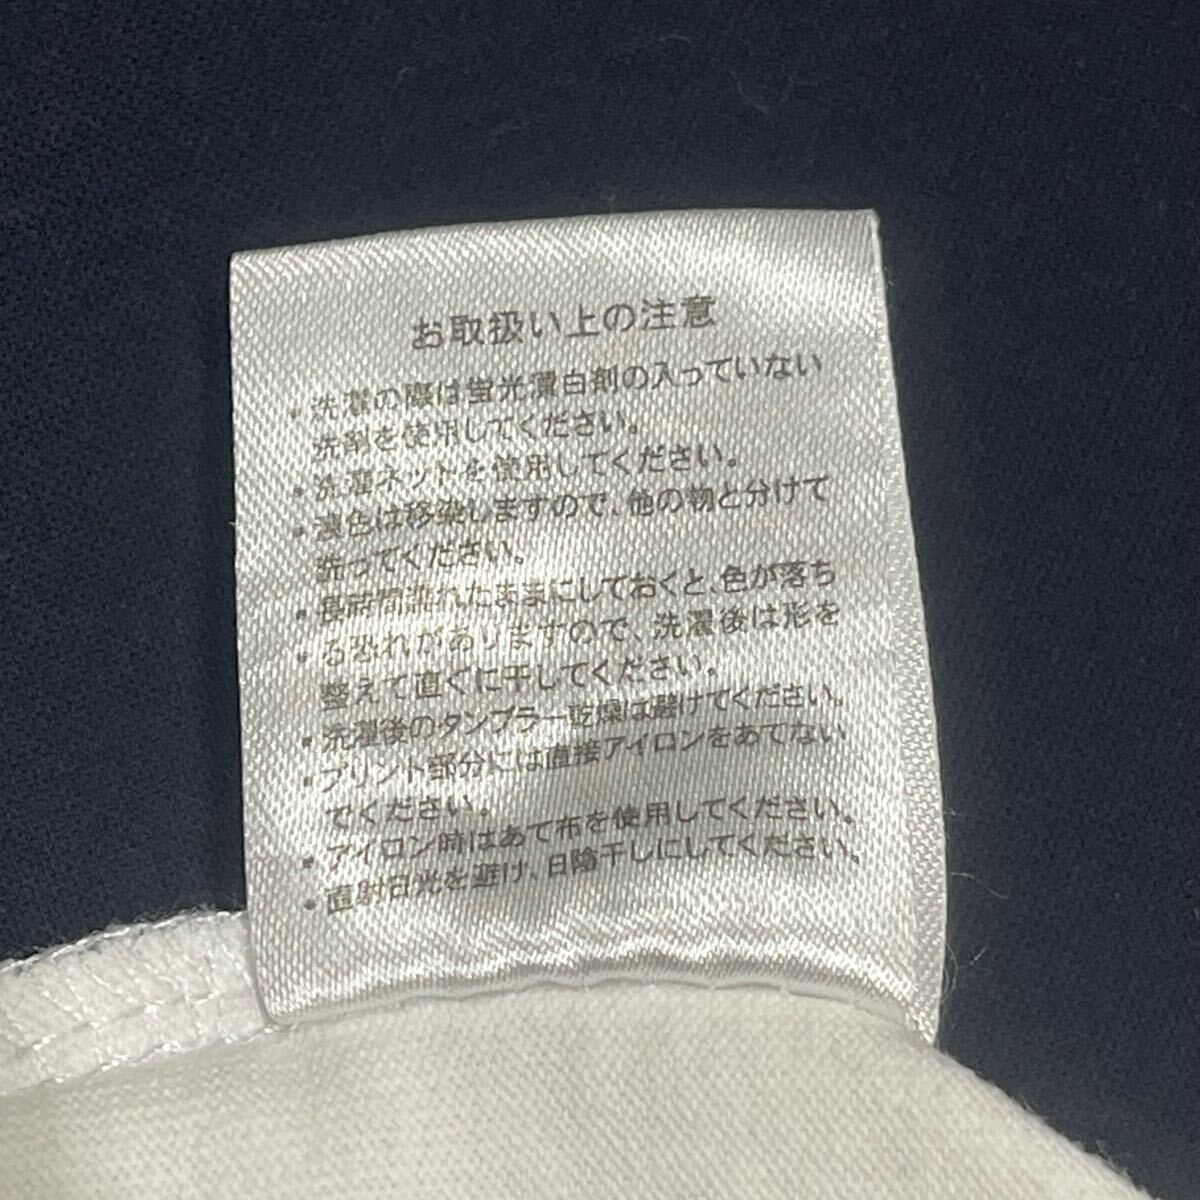 お取扱い上の注意
・洗濯の際は蛍光漂白剤の入っていない
洗剤を使用してください。
・洗濯ネットを使用してください。
・濃色は移染しますので、他の物と分けて
洗ってください。
・長時間濡れたままにしておくと、色が落ち
る恐れがありますので、洗濯後は形を
整えて直ぐに干してください。
・洗濯後のタンブラー乾燥は避けてください。
・プリント部分には直接アイロンをあてない
でください。
・アイロン時はあて布を使用してください。
・直射日光を避け、日陰干しにしてください。